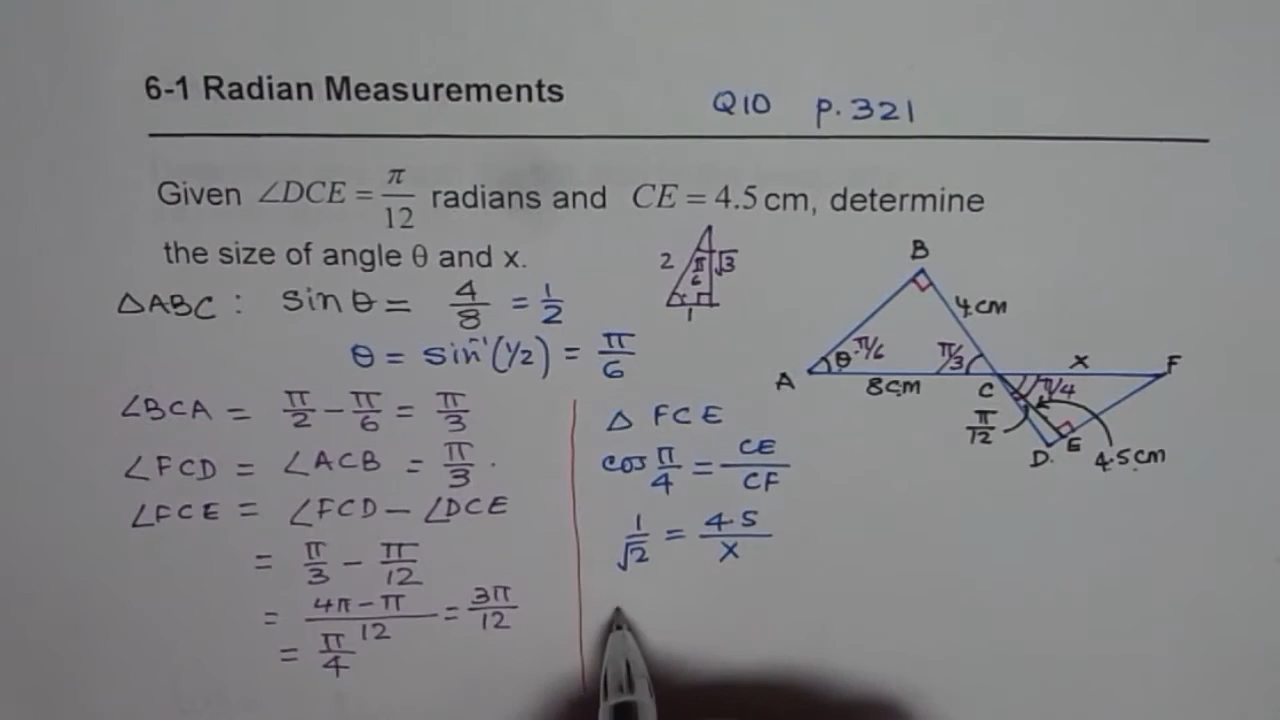 6-1 Radian Measurements
Q10 p.321
Given ∠DCE = π/12 radians and CE = 4.5 cm, determine
the size of angle θ and x.
△ABC : sin θ = 4/8 = 1/2
θ = sin⁻¹(1/2) = π/6
∠BCA = π/2 − π/6 = π/3
∠FCD = ∠ACB = π/3.
∠FCE = ∠FCD − ∠DCE
= π/3 − π/12
= 4π − π/12 = 3π/12
= π/4
△ FCE
cos π/4 = CE/CF
1/√2 = 4.5/x
2 π/6 √3
1
B
4cm
A θ π/6 π/3 C x F
8cm π/4
π/12
D. E 4.5cm